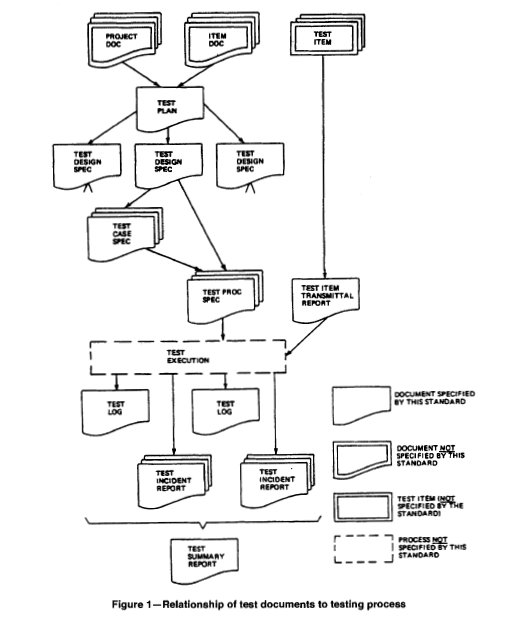 PROJECT
DOC
ITEM
DOC
TEST
ITEM
TEST
PLAN
TEST
DESIGN
SPEC
TEST
DESIGN
SPEC
TEST
DESIGN
SPEC
TEST
CASE
SPEC
TEST PROC
SPEC
TEST ITEM
TRANSMITTAL
REPORT
TEST
EXECUTION
TEST
LOG
TEST
LOG
TEST
INCIDENT
REPORT
TEST
INCIDENT
REPORT
TEST
SUMMARY
REPORT
DOCUMENT SPECIFIED
BY THIS STANDARD
DOCUMENT NOT
SPECIFIED BY THIS
STANDARD
TEST ITEM (NOT
SPECIFIED BY THE
STANDARD)
PROCESS NOT
SPECIFIED BY THIS
STANDARD
Figure 1—Relationship of test documents to testing process